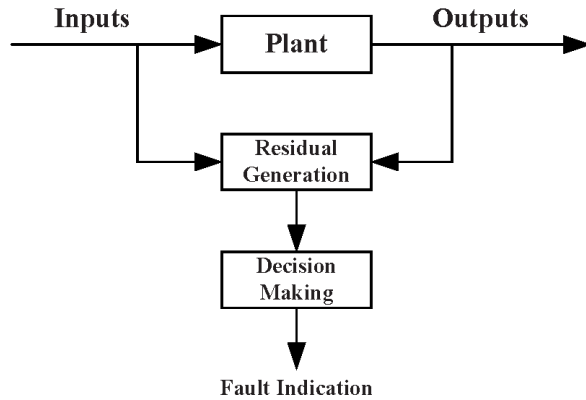 Inputs
Plant
Outputs
Residual
Generation
Decision
Making
Fault Indication